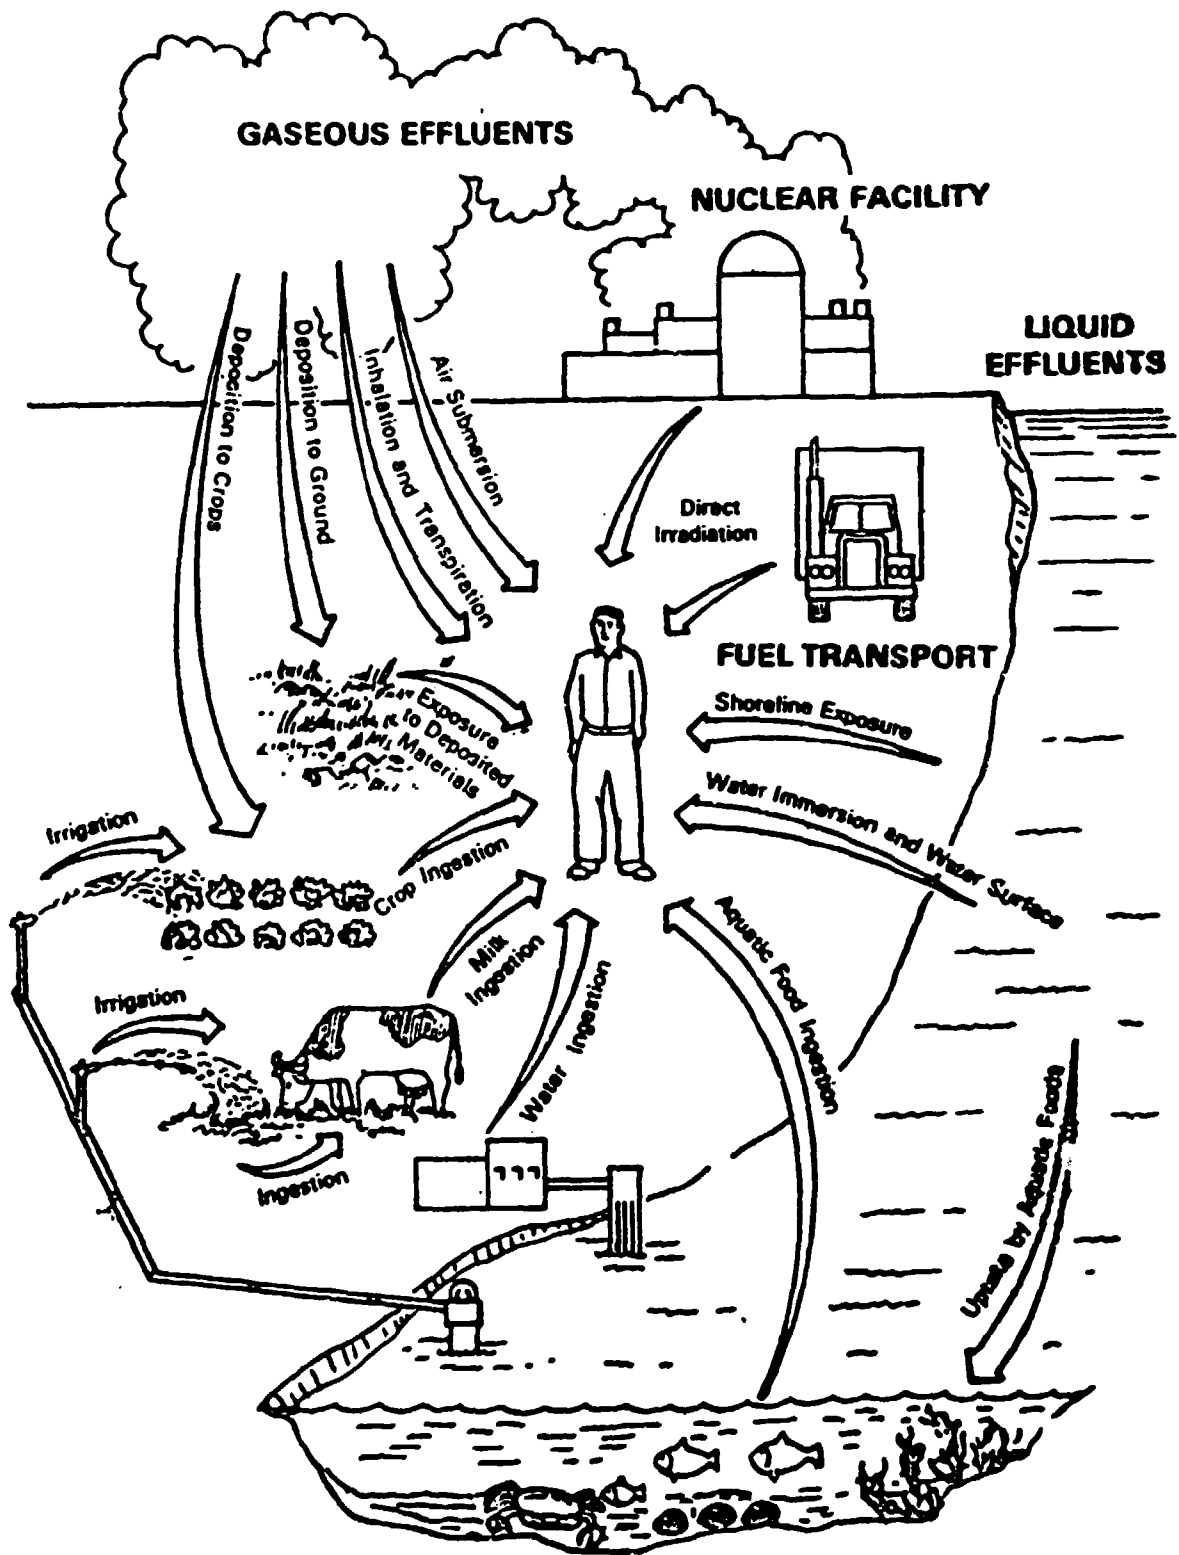 GASEOUS EFFLUENTS
NUCLEAR FACILITY
LIQUID
EFFLUENTS
Deposition to Crops
Deposition to Ground
Inhalation and Transpiration
Air Submersion
Direct
Irradiation
FUEL TRANSPORT
Exposure
to Deposited
Materials
Shoreline Exposure
Water Immersion and Water Surface
Irrigation
Crop Ingestion
Milk
Ingestion
Water Ingestion
Aquatic Food Ingestion
Irrigation
Ingestion
Uptake by Aquatic Foods